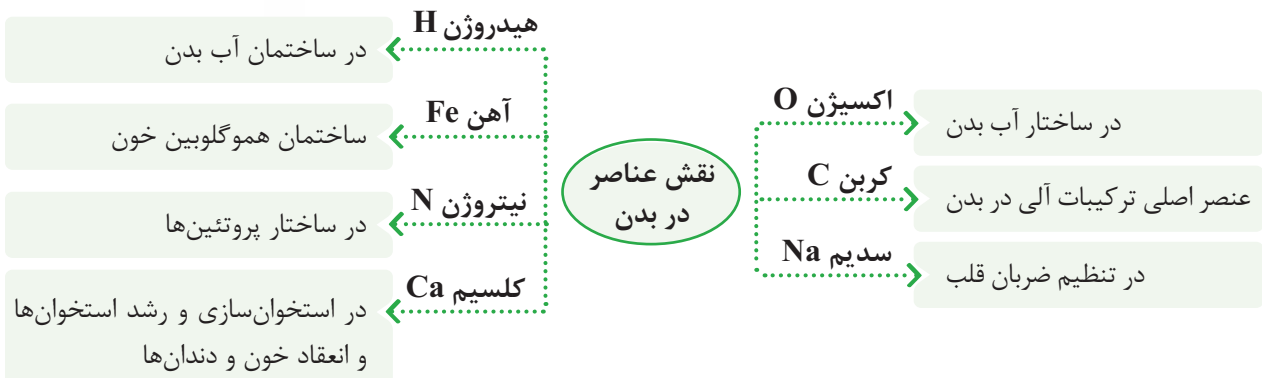 نقش عناصر
در بدن
اکسیژن O
در ساختار آب بدن
کربن C
عنصر اصلی ترکیبات آلی در بدن
سدیم Na
در تنظیم ضربان قلب
هیدروژن H
در ساختمان آب بدن
آهن Fe
ساختمان هموگلوبین خون
نیتروژن N
در ساختار پروتئین‌ها
کلسیم Ca
در استخوان‌سازی و رشد استخوان‌ها
و انعقاد خون و دندان‌ها